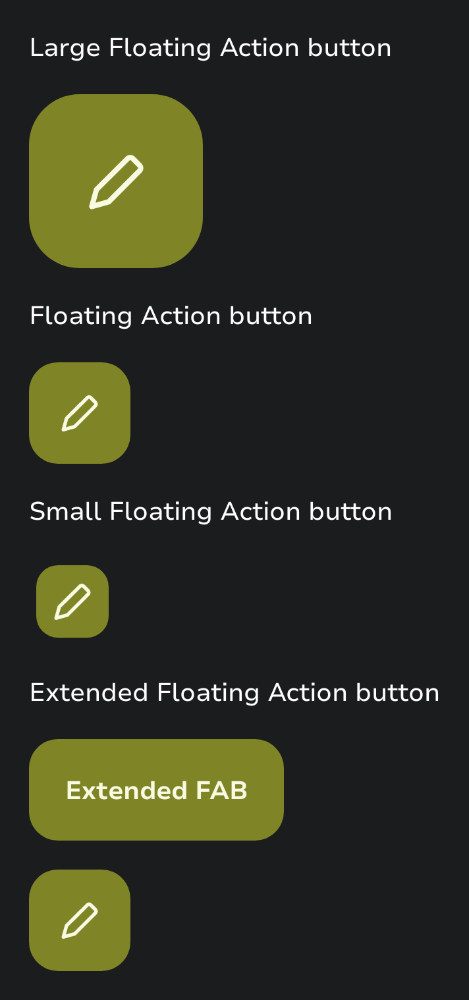 Large Floating Action button
Floating Action button
Small Floating Action button
Extended Floating Action button
Extended FAB